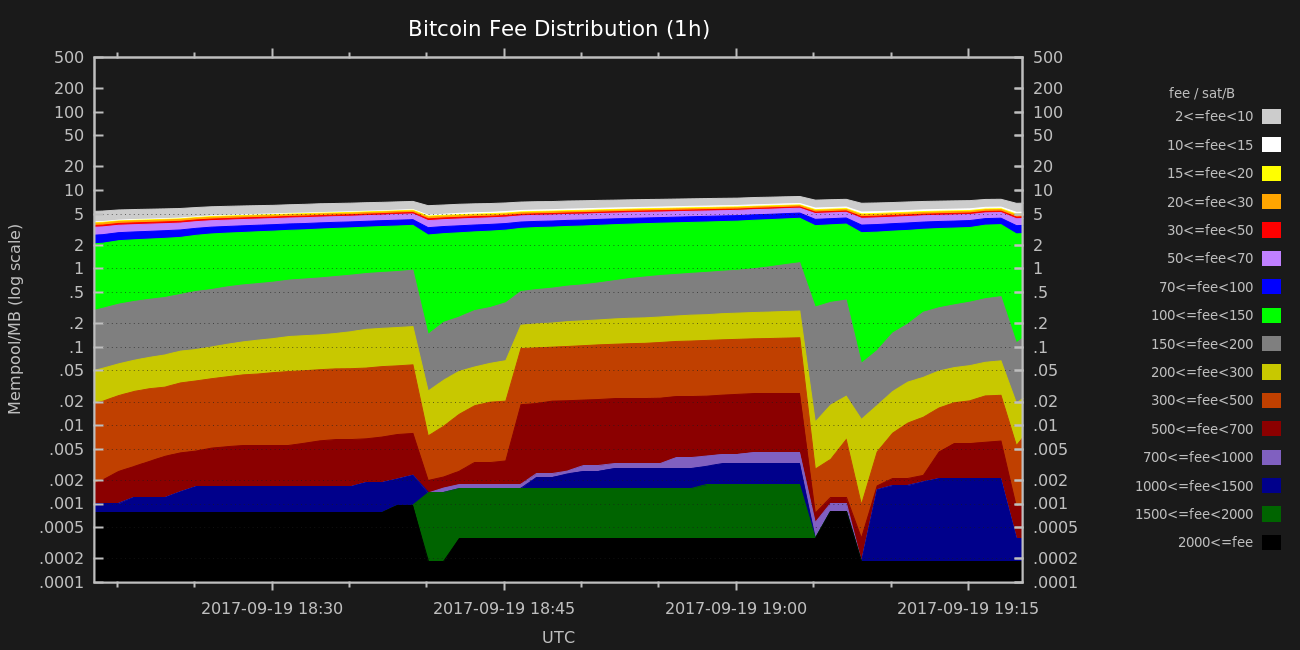 Bitcoin Fee Distribution (1h)
500 500
200 200
100 100
50 50
20 20
10 10
5 5
2 2
1 1
.5 .5
.2 .2
.1 .1
.05 .05
.02 .02
.01 .01
.005 .005
.002 .002
.001 .001
.0005 .0005
.0002 .0002
.0001 .0001
Mempool/MB (log scale)
2017-09-19 18:30 2017-09-19 18:45 2017-09-19 19:00 2017-09-19 19:15
UTC
fee / sat/B
2<=fee<10
10<=fee<15
15<=fee<20
20<=fee<30
30<=fee<50
50<=fee<70
70<=fee<100
100<=fee<150
150<=fee<200
200<=fee<300
300<=fee<500
500<=fee<700
700<=fee<1000
1000<=fee<1500
1500<=fee<2000
2000<=fee